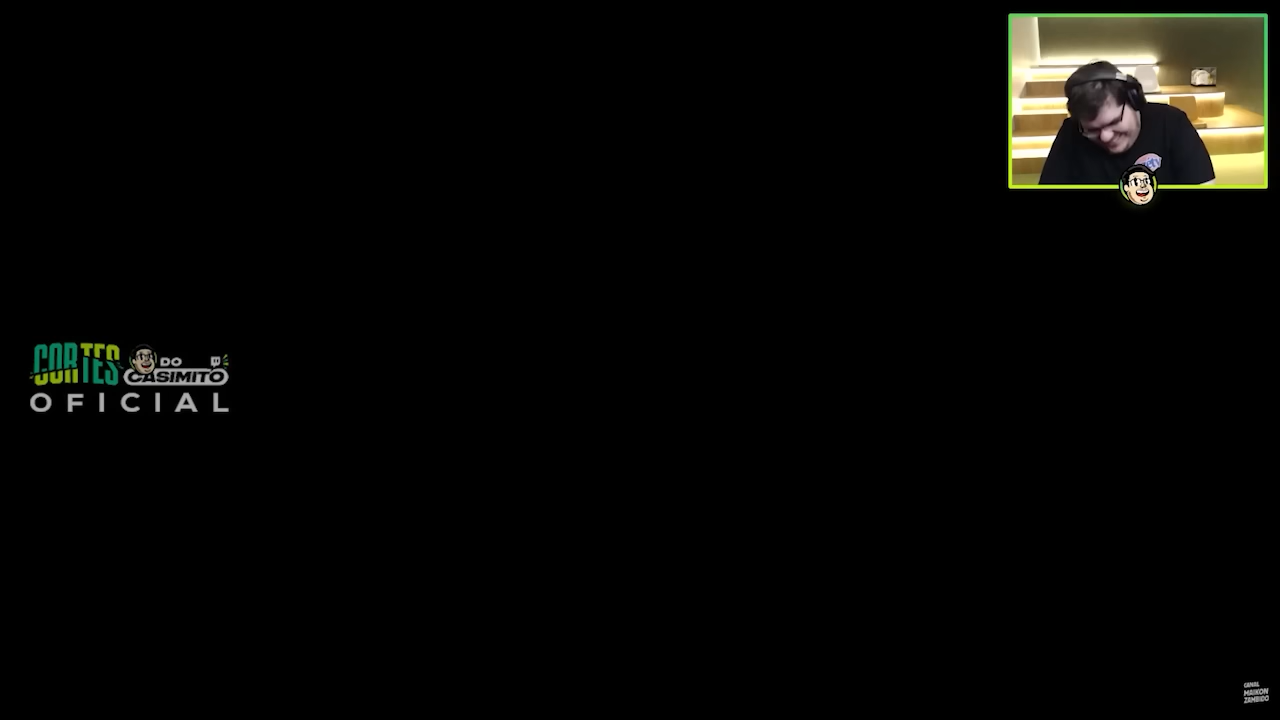 CORTES DO CASIMITO
OFICIAL
CANAL
MAIKON
ZAMBIDO